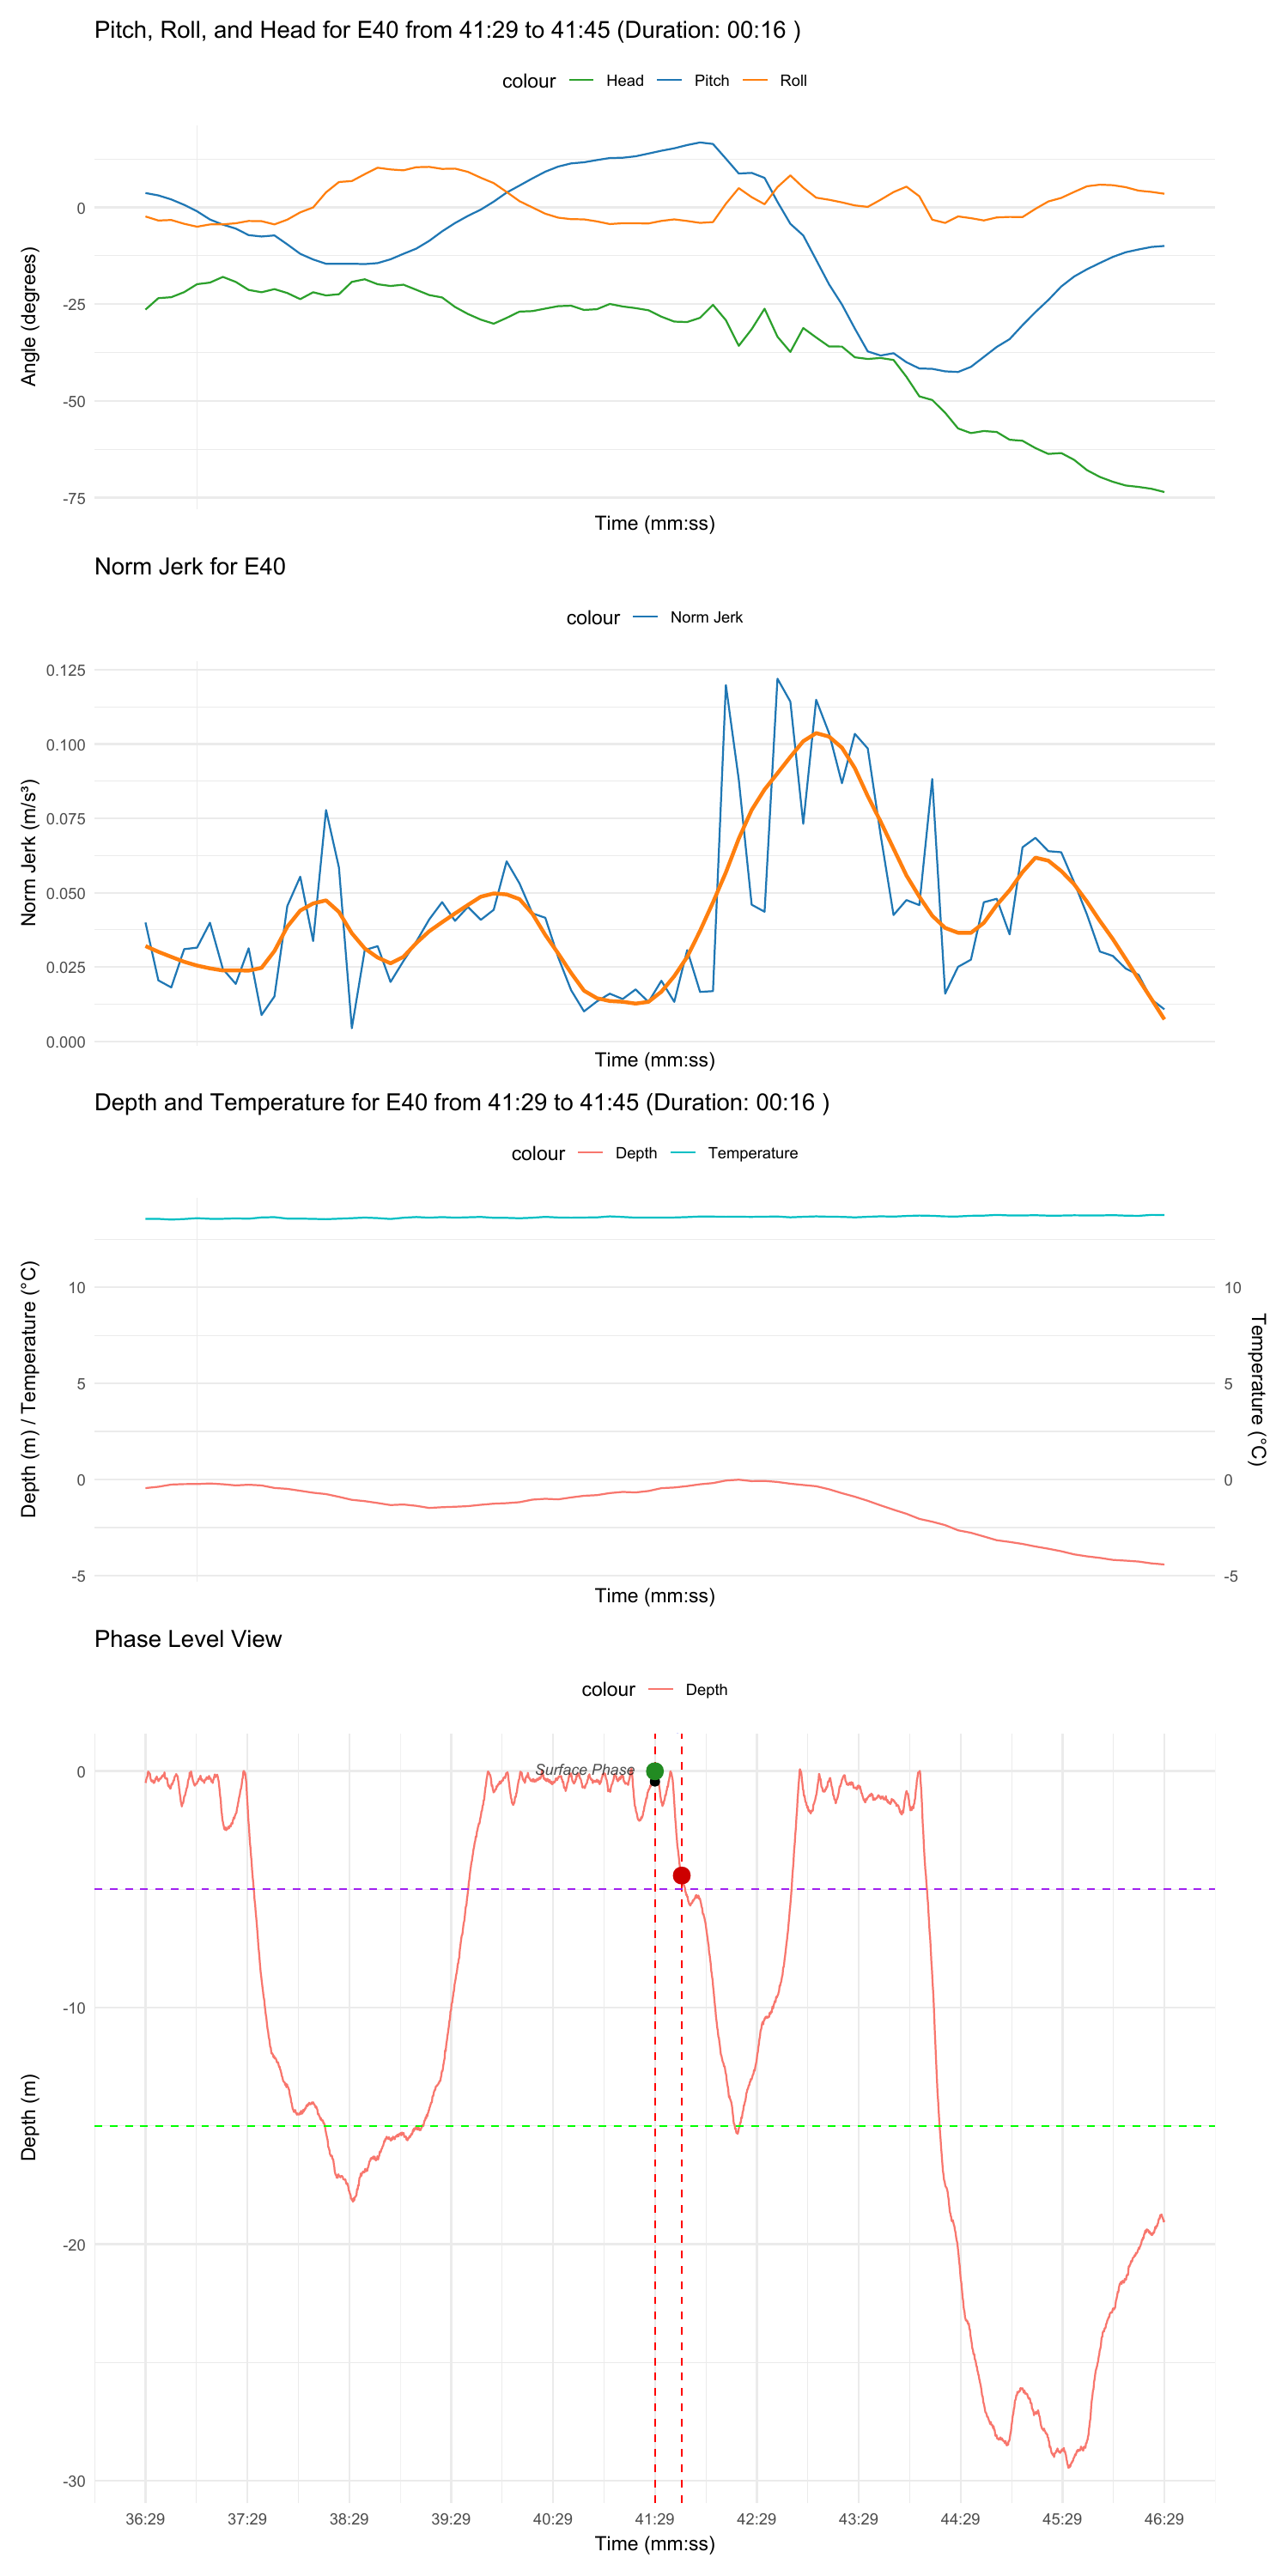 Pitch, Roll, and Head for E40 from 41:29 to 41:45 (Duration: 00:16 )
colour Head Pitch Roll
0
-25
-50
-75
Angle (degrees)
Time (mm:ss)
Norm Jerk for E40
colour Norm Jerk
0.125
0.100
0.075
0.050
0.025
0.000
Norm Jerk (m/s³)
Time (mm:ss)
Depth and Temperature for E40 from 41:29 to 41:45 (Duration: 00:16 )
colour Depth Temperature
10 10
5 5
0 0
-5 -5
Depth (m) / Temperature (°C)
Temperature (°C)
Time (mm:ss)
Phase Level View
colour Depth
Surface Phase
0
-10
-20
-30
Depth (m)
36:29 37:29 38:29 39:29 40:29 41:29 42:29 43:29 44:29 45:29 46:29
Time (mm:ss)